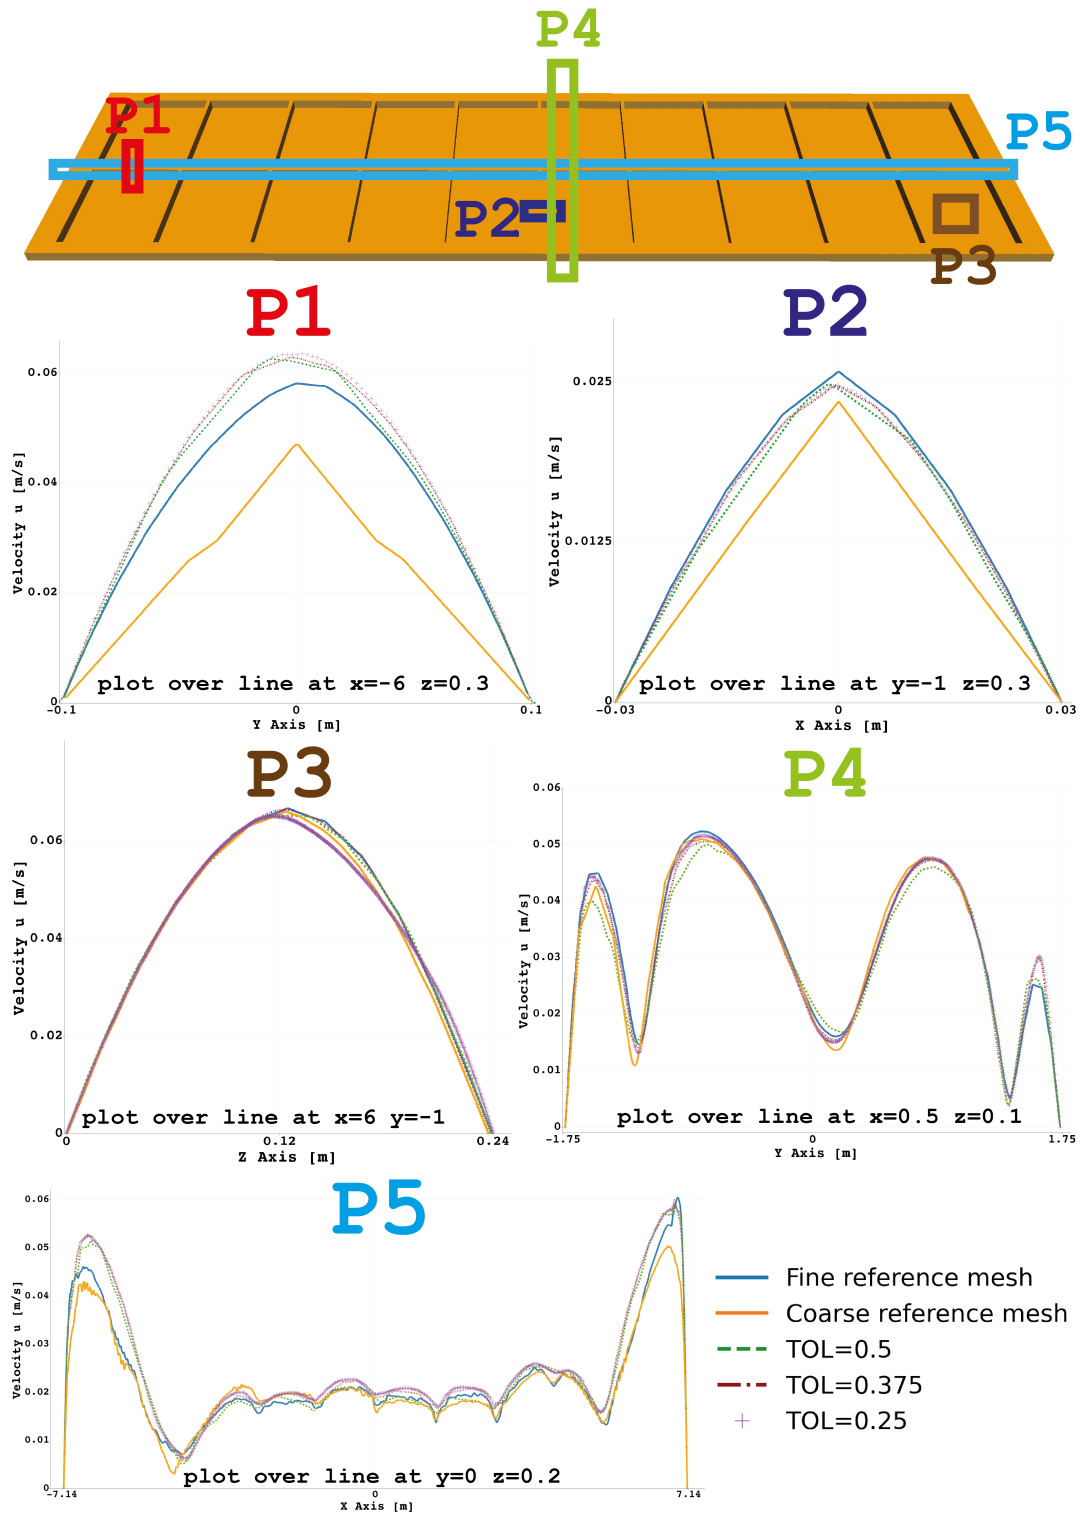 P4
P1
P5
P2
P3
P1
P2
Velocity u [m/s]
0.06
0.04
0.02
0
-0.1
0
0.1
plot over line at x=-6 z=0.3
Y Axis [m]
Velocity u [m/s]
0.025
0.0125
0
-0.03
0
0.03
plot over line at y=-1 z=0.3
X Axis [m]
P3
P4
Velocity u [m/s]
0.06
0.04
0.02
0
0
0.12
0.24
plot over line at x=6 y=-1
Z Axis [m]
Velocity u [m/s]
0.06
0.05
0.04
0.03
0.02
0.01
0
-1.75
0
1.75
plot over line at x=0.5 z=0.1
Y Axis [m]
P5
Velocity u [m/s]
0.06
0.05
0.04
0.03
0.02
0.01
0
-7.14
0
7.14
plot over line at y=0 z=0.2
X Axis [m]
Fine reference mesh
Coarse reference mesh
TOL=0.5
TOL=0.375
TOL=0.25